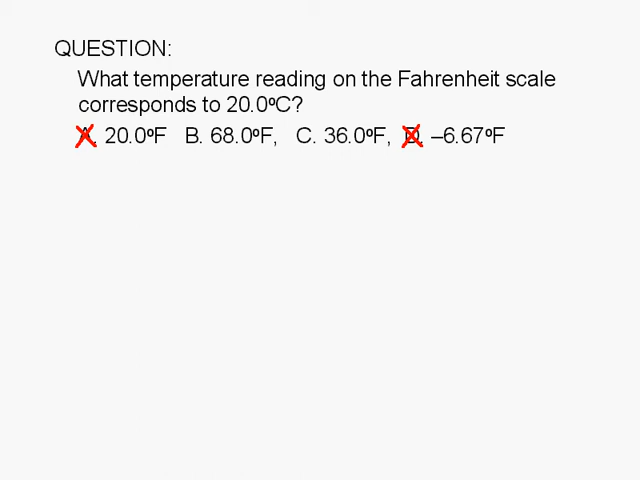 QUESTION:
What temperature reading on the Fahrenheit scale
corresponds to 20.0ºC?
A. 20.0ºF B. 68.0ºF, C. 36.0ºF, D. –6.67ºF